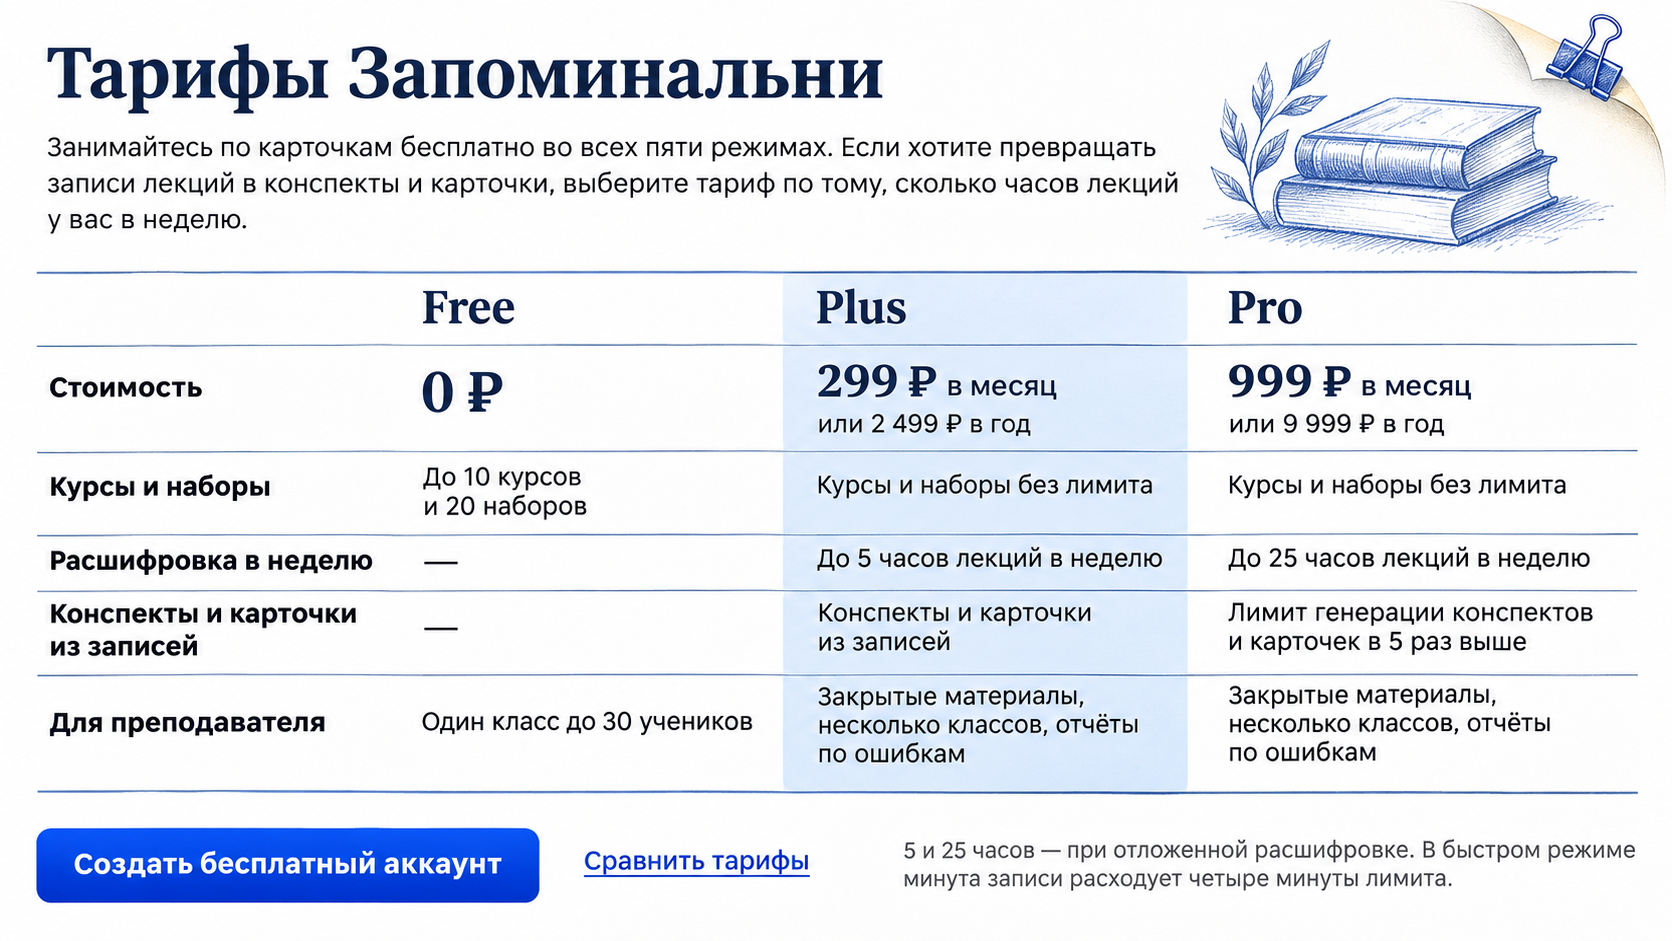 Тарифы Запоминальни
Занимайтесь по карточкам бесплатно во всех пяти режимах. Если хотите превращать
записи лекций в конспекты и карточки, выберите тариф по тому, сколько часов лекций
у вас в неделю.
Free
Plus
Pro
Стоимость
0 ₽
299 ₽ в месяц
или 2 499 ₽ в год
999 ₽ в месяц
или 9 999 ₽ в год
Курсы и наборы
До 10 курсов
и 20 наборов
Курсы и наборы без лимита
Курсы и наборы без лимита
Расшифровка в неделю
—
До 5 часов лекций в неделю
До 25 часов лекций в неделю
Конспекты и карточки
из записей
—
Конспекты и карточки
из записей
Лимит генерации конспектов
и карточек в 5 раз выше
Для преподавателя
Один класс до 30 учеников
Закрытые материалы,
несколько классов, отчёты
по ошибкам
Закрытые материалы,
несколько классов, отчёты
по ошибкам
Создать бесплатный аккаунт
Сравнить тарифы
5 и 25 часов — при отложенной расшифровке. В быстром режиме
минута записи расходует четыре минуты лимита.